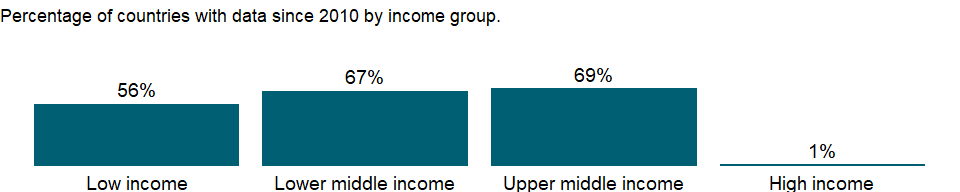 Percentage of countries with data since 2010 by income group.
56%
67%
69%
1%
Low income
Lower middle income
Upper middle income
High income